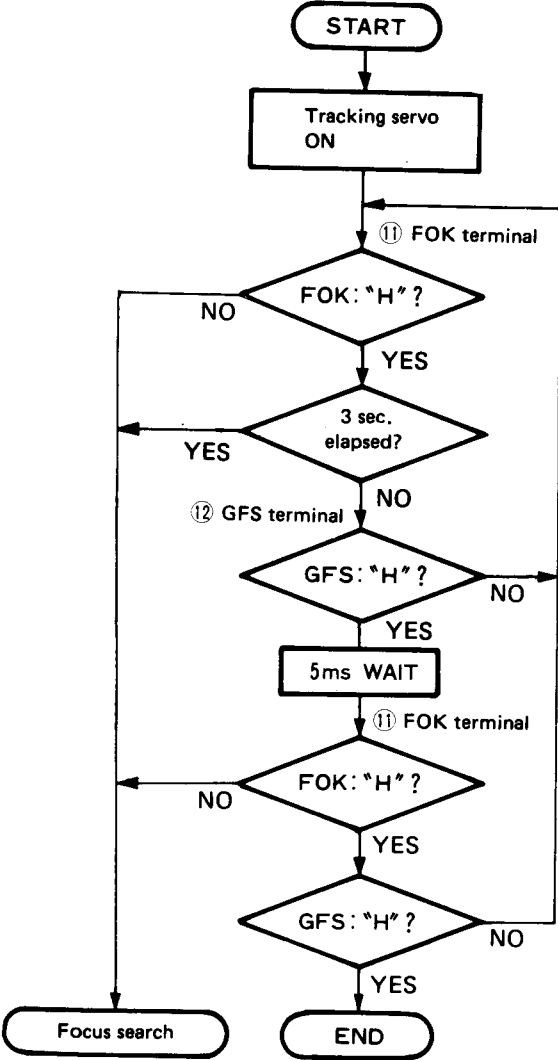 START
Tracking servo
ON
⑪ FOK terminal
FOK: "H" ?
NO
YES
3 sec.
elapsed?
YES
NO
⑫ GFS terminal
GFS: "H" ?
NO
YES
5ms WAIT
⑪ FOK terminal
FOK: "H" ?
NO
YES
GFS: "H" ?
NO
YES
Focus search
END